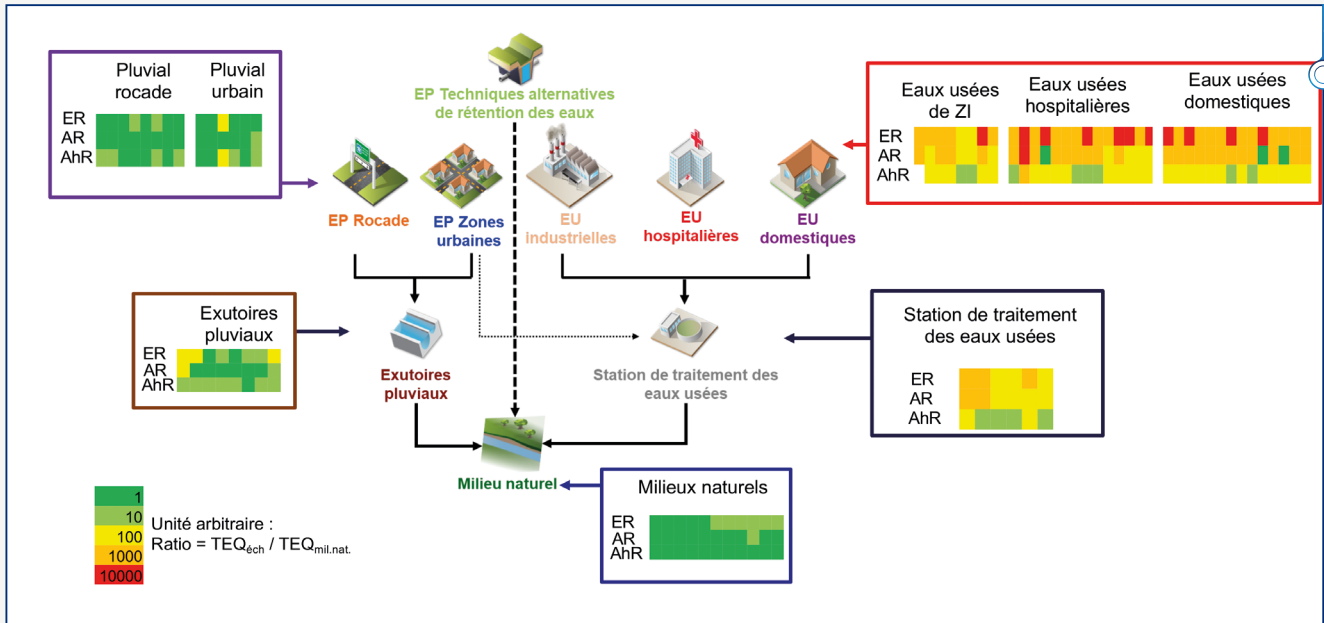 Pluvial
rocade
Pluvial
urbain
ER
AR
AhR
EP Techniques alternatives
de rétention des eaux
Eaux usées
de ZI
Eaux usées
hospitalières
Eaux usées
domestiques
ER
AR
AhR
EP Rocade
EP Zones
urbaines
EU
industrielles
EU
hospitalières
EU
domestiques
Exutoires
pluviaux
ER
AR
AhR
Exutoires
pluviaux
Station de traitement des
eaux usées
Station de traitement
des eaux usées
ER
AR
AhR
Milieu naturel
Milieux naturels
ER
AR
AhR
1
10
100
1000
10000
Unité arbitraire :
Ratio = TEQéch / TEQmil.nat.